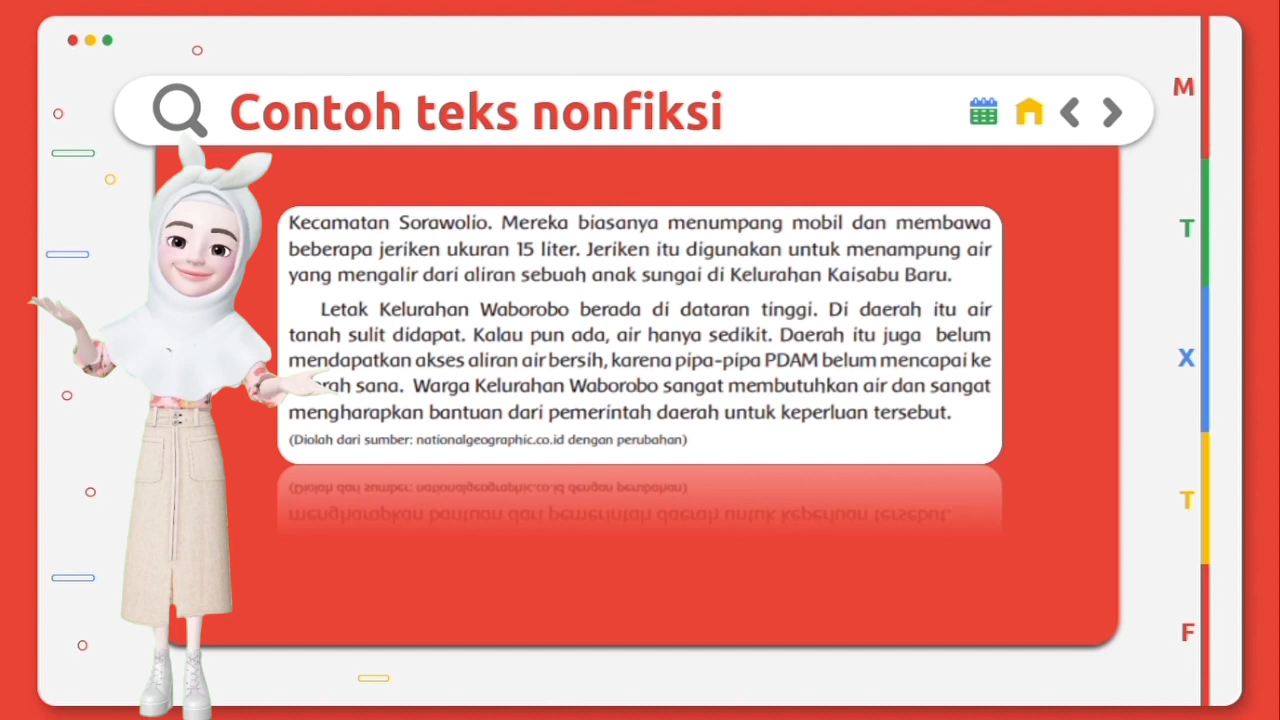 Contoh teks nonfiksi
Kecamatan Sorawolio. Mereka biasanya menumpang mobil dan membawa
beberapa jeriken ukuran 15 liter. Jeriken itu digunakan untuk menampung air
yang mengalir dari aliran sebuah anak sungai di Kelurahan Kaisabu Baru.
Letak Kelurahan Waborobo berada di dataran tinggi. Di daerah itu air
tanah sulit didapat. Kalau pun ada, air hanya sedikit. Daerah itu juga belum
mendapatkan akses aliran air bersih, karena pipa-pipa PDAM belum mencapai ke
sana. Warga Kelurahan Waborobo sangat membutuhkan air dan sangat
mengharapkan bantuan dari pemerintah daerah untuk keperluan tersebut.
(Diolah dari sumber: nationalgeographic.co.id dengan perubahan)
M
T
X
T
F